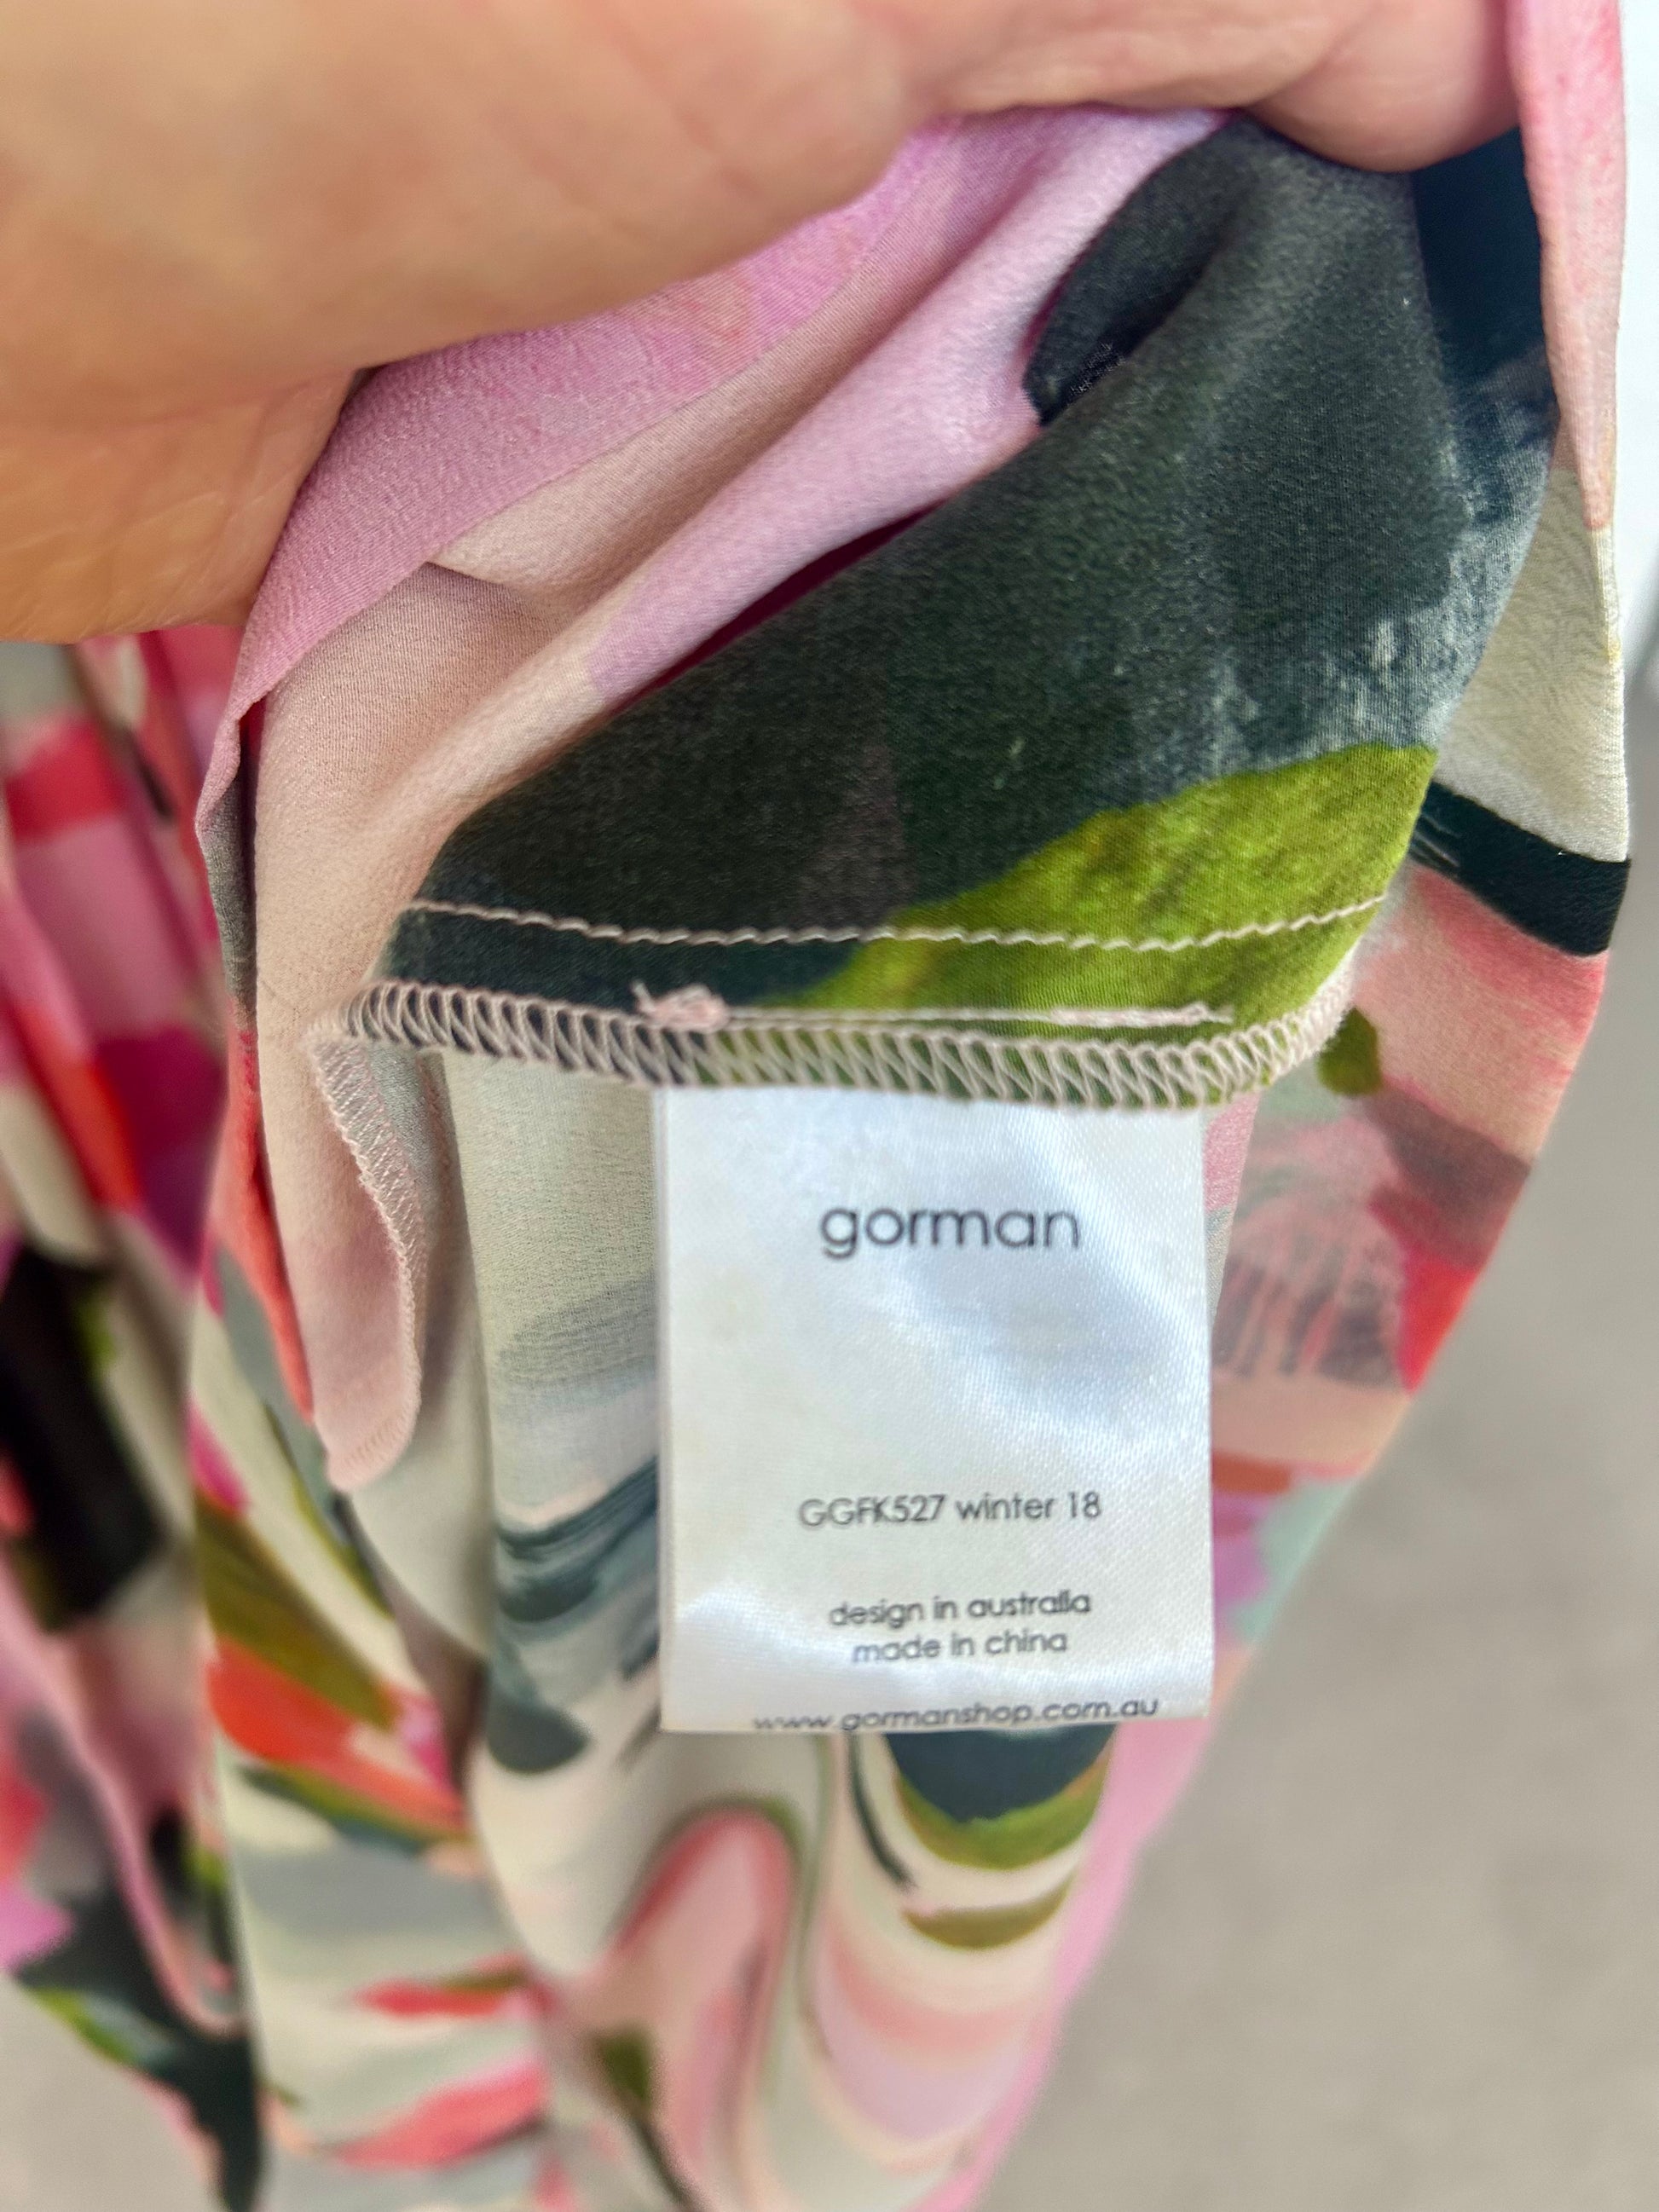 gorman
GGFK527 winter 18
design in australia
made in china
www.gormanshop.com.au